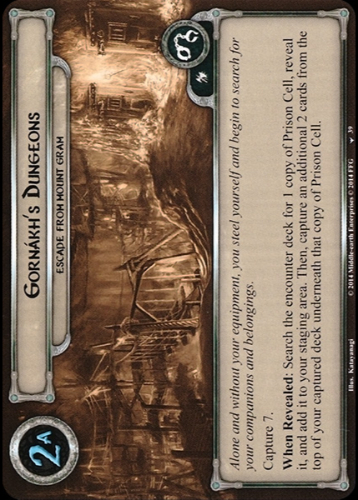 2A
Gornákh's Dungeons
Escape from Mount Gram
Alone and without your equipment, you steel yourself and begin to search for
your companions and belongings.
Capture 7.
When Revealed: Search the encounter deck for 1 copy of Prison Cell, reveal
it, and add it to your staging area. Then, capture an additional 2 cards from the
top of your captured deck underneath that copy of Prison Cell.
Illus. Katayanagi © 2014 Middle-earth Enterprises © 2014 FFG 39